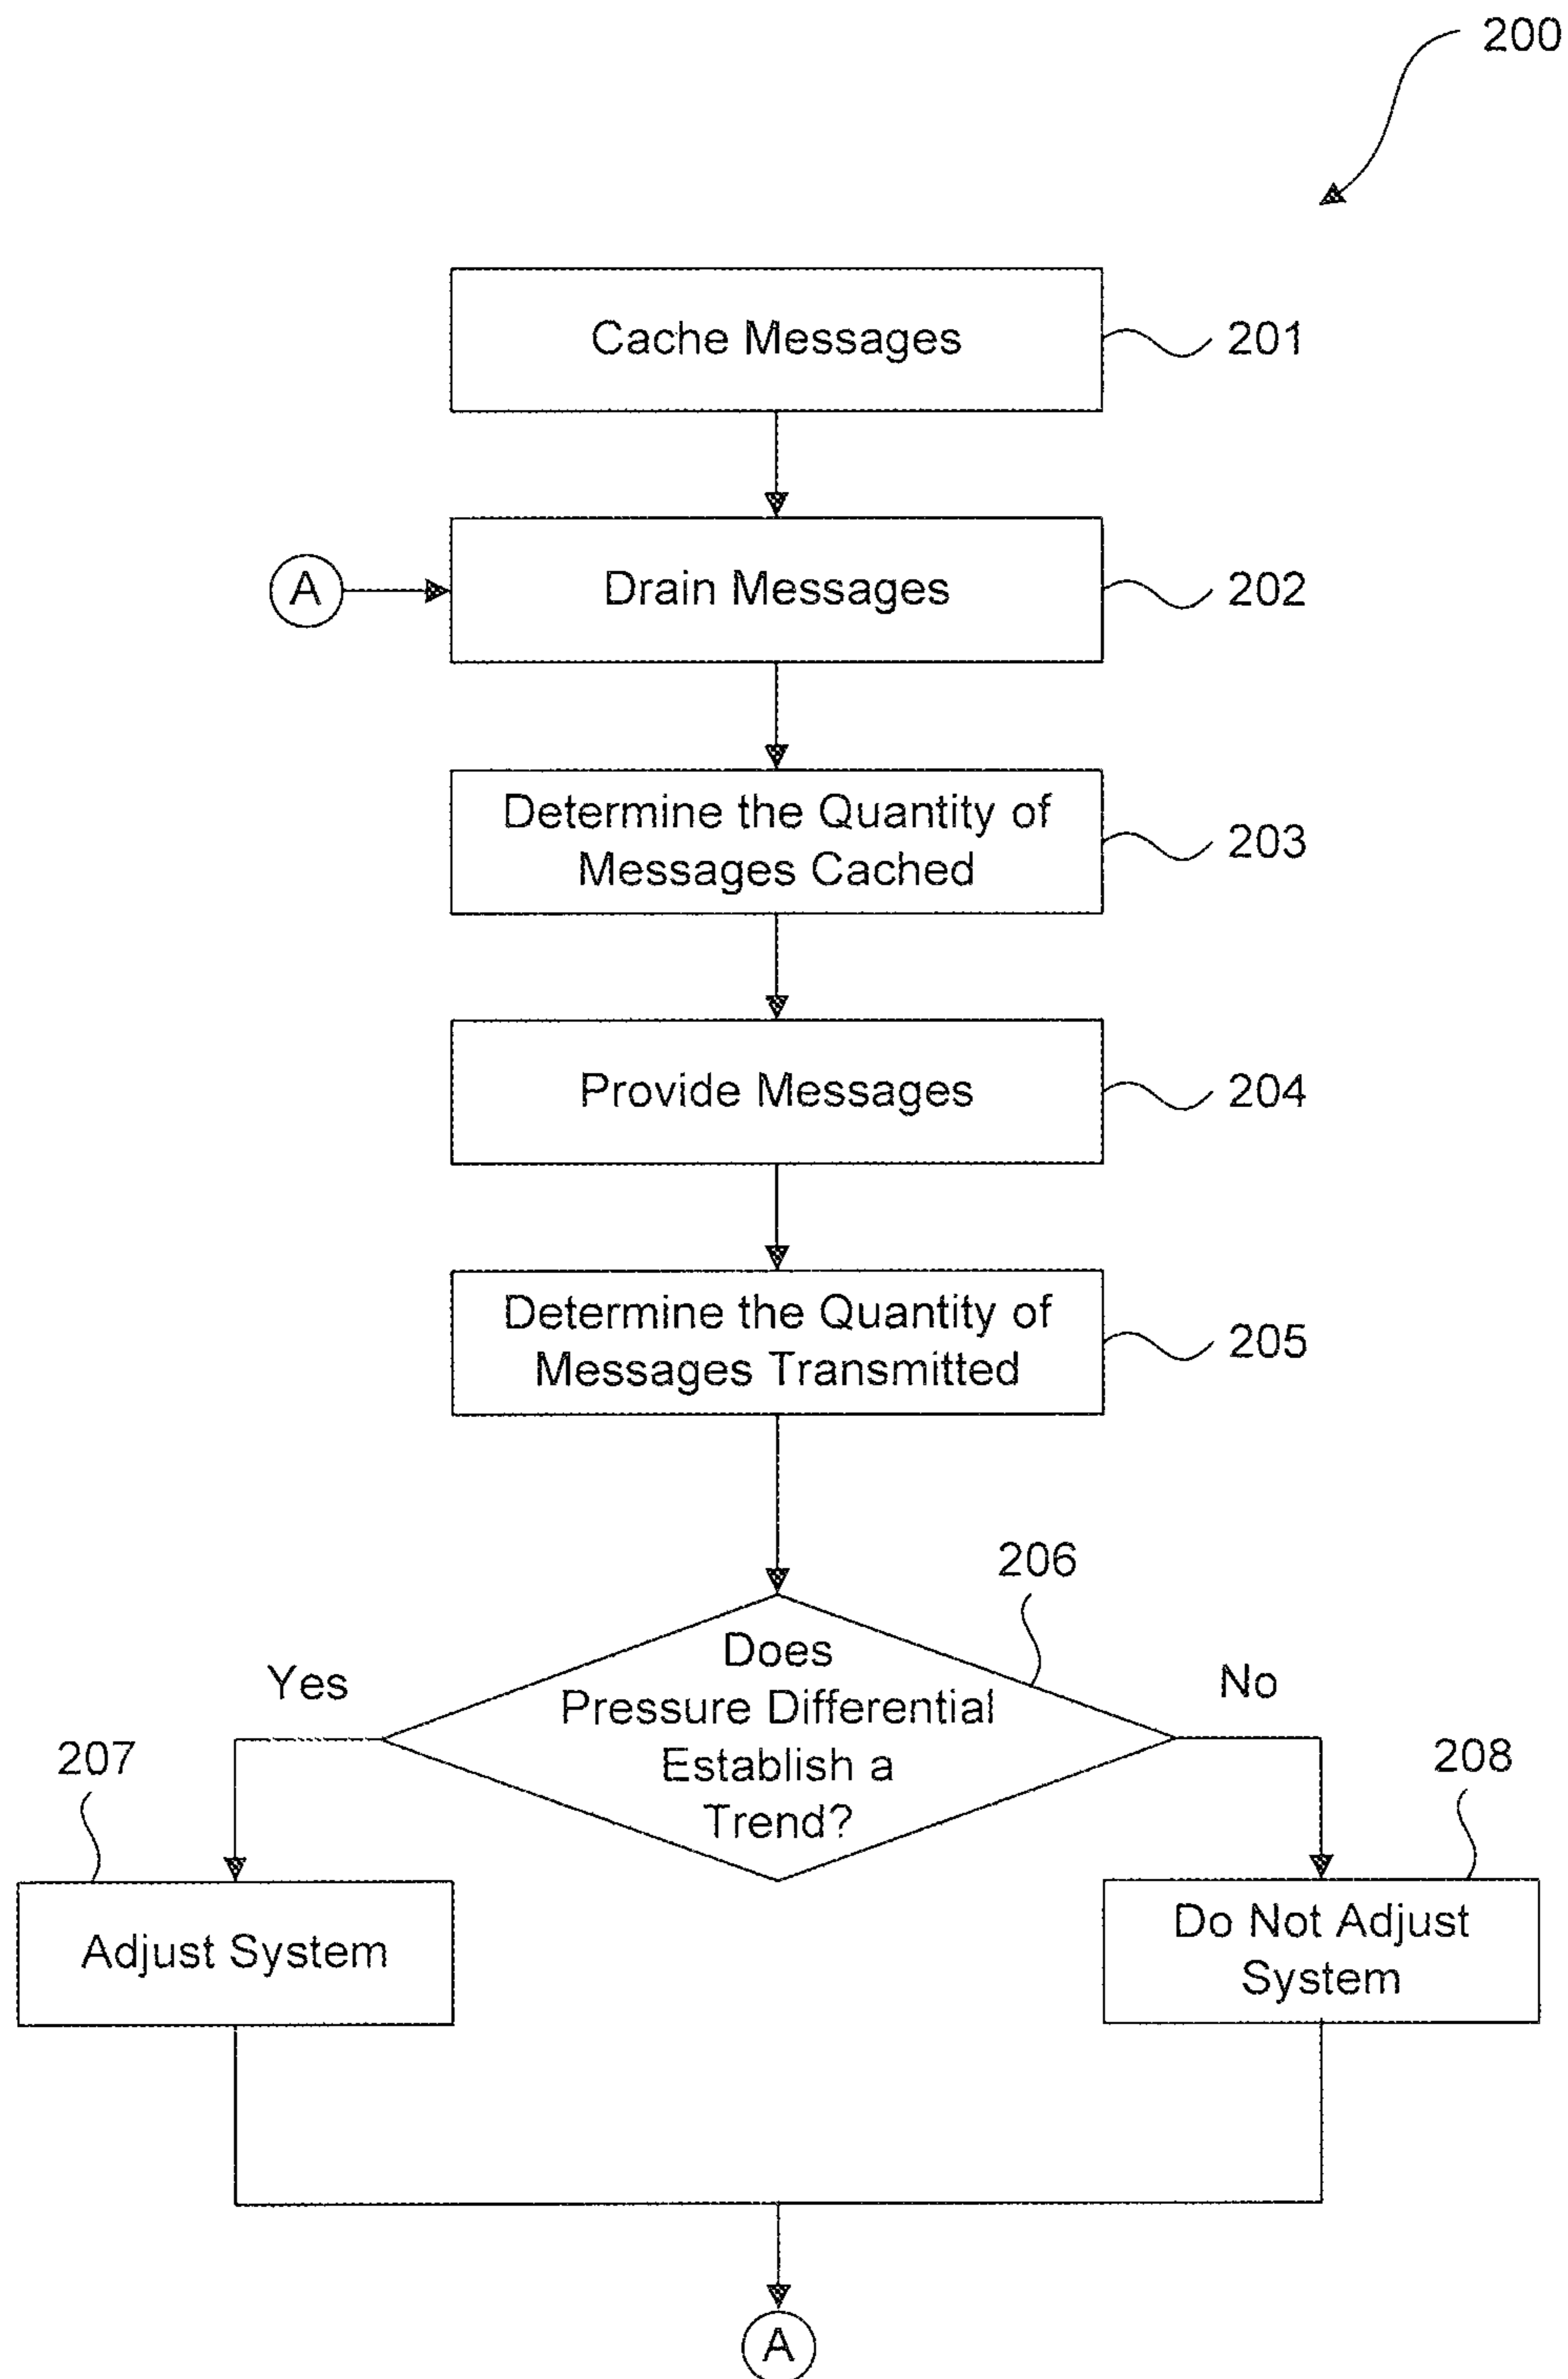 200
Cache Messages
201
A
Drain Messages
202
Determine the Quantity of
Messages Cached
203
Provide Messages
204
Determine the Quantity of
Messages Transmitted
205
206
Does
Pressure Differential
Establish a
Trend?
Yes
No
207
208
Adjust System
Do Not Adjust
System
A